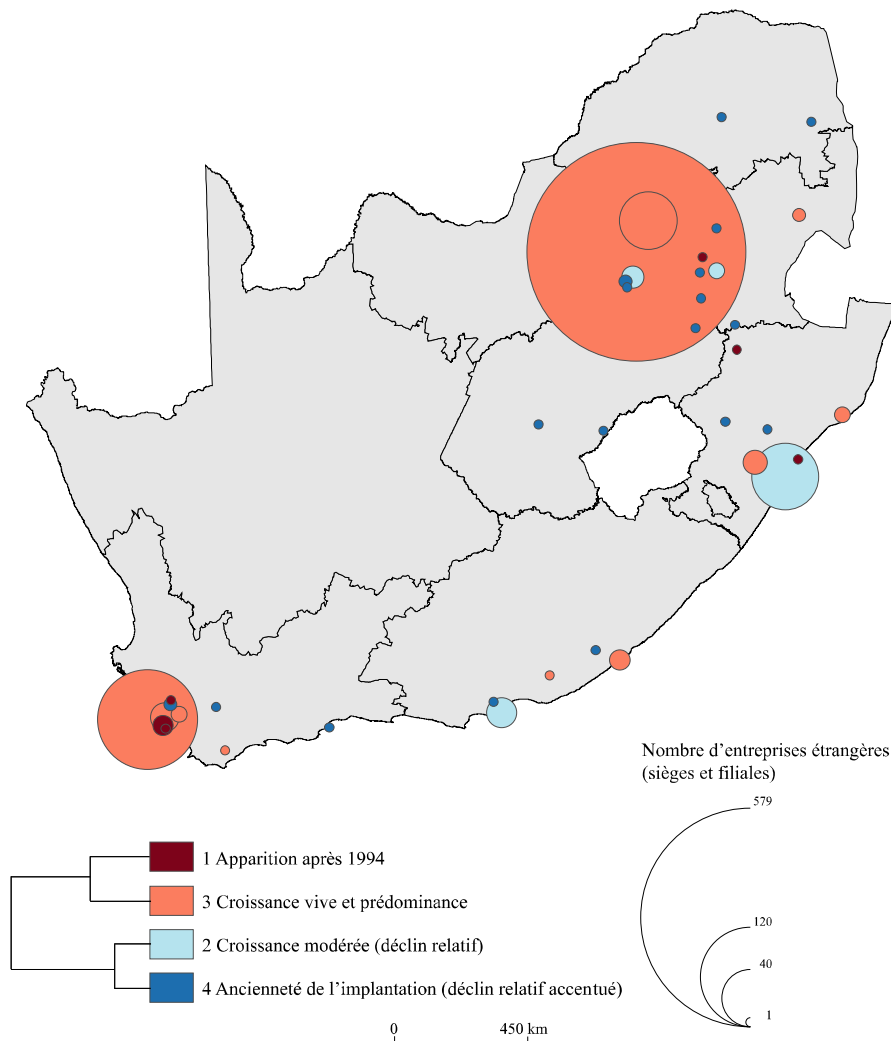 Nombre d’entreprises étrangères
(sièges et filiales)
579
120
40
1
1 Apparition après 1994
3 Croissance vive et prédominance
2 Croissance modérée (déclin relatif)
4 Ancienneté de l’implantation (déclin relatif accentué)
0 450 km